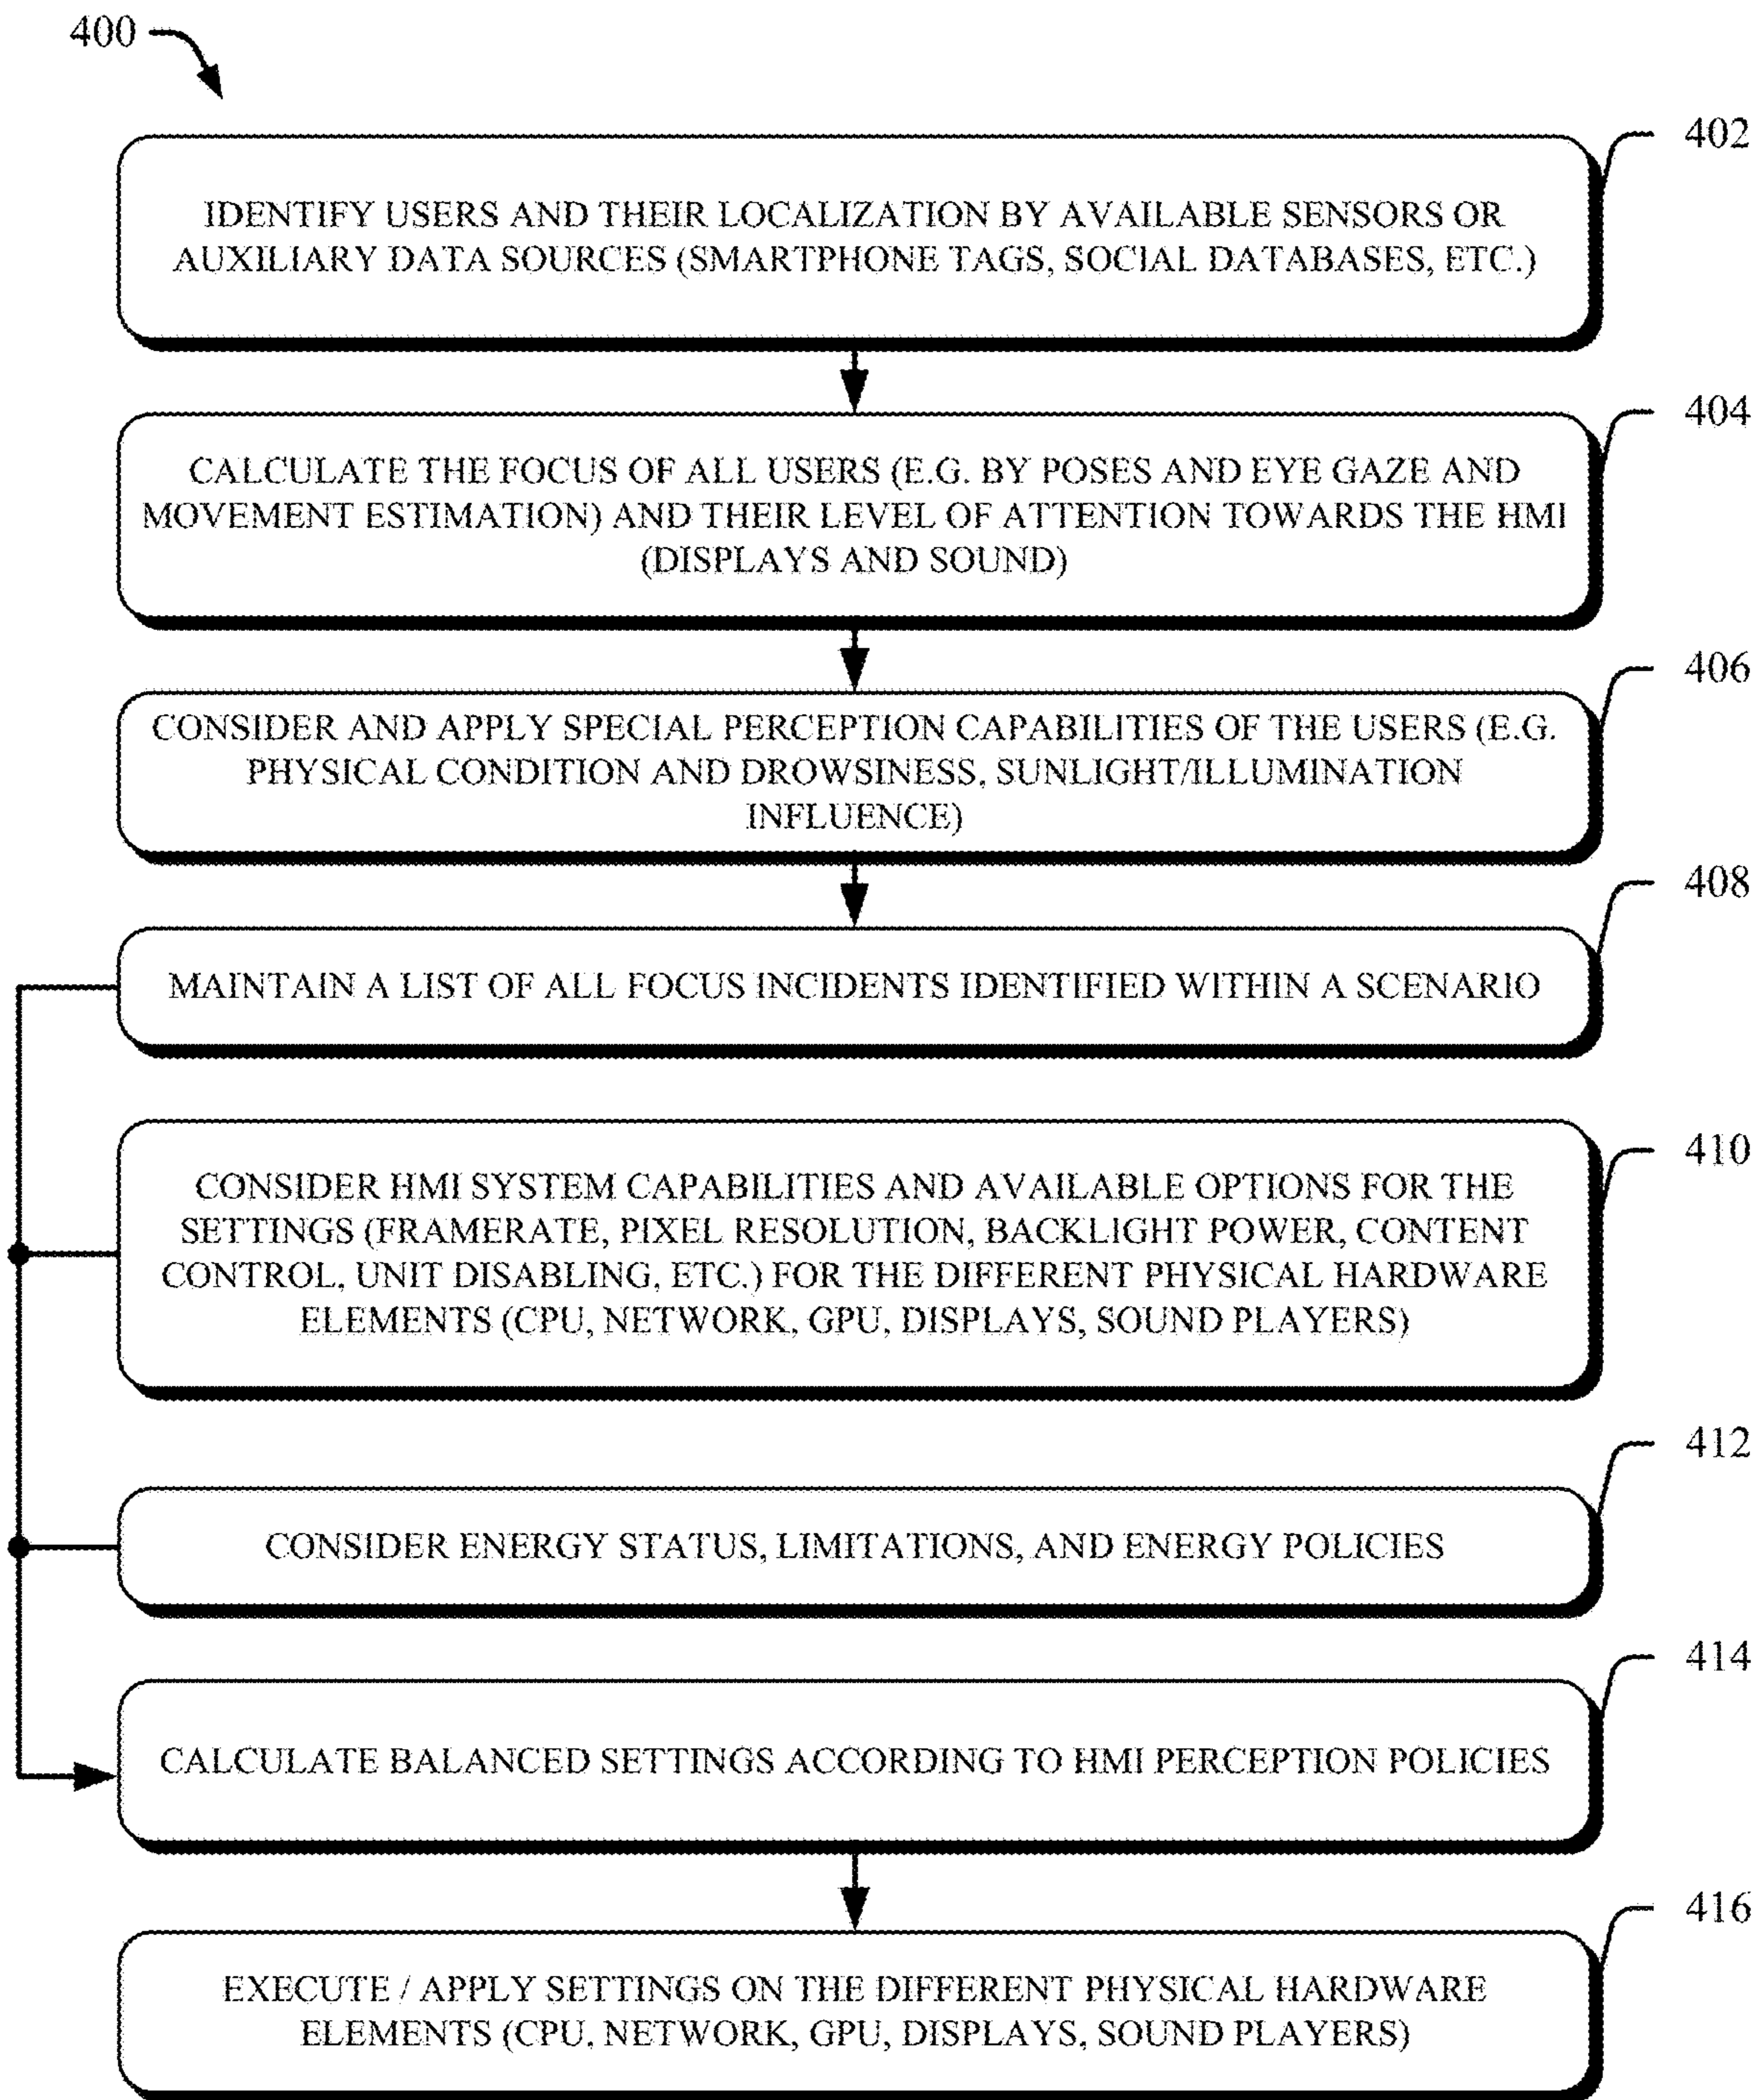 400
402
IDENTIFY USERS AND THEIR LOCALIZATION BY AVAILABLE SENSORS OR
AUXILIARY DATA SOURCES (SMARTPHONE TAGS, SOCIAL DATABASES, ETC.)
404
CALCULATE THE FOCUS OF ALL USERS (E.G. BY POSES AND EYE GAZE AND
MOVEMENT ESTIMATION) AND THEIR LEVEL OF ATTENTION TOWARDS THE HMI
(DISPLAYS AND SOUND)
406
CONSIDER AND APPLY SPECIAL PERCEPTION CAPABILITIES OF THE USERS (E.G.
PHYSICAL CONDITION AND DROWSINESS, SUNLIGHT/ILLUMINATION
INFLUENCE)
408
MAINTAIN A LIST OF ALL FOCUS INCIDENTS IDENTIFIED WITHIN A SCENARIO
410
CONSIDER HMI SYSTEM CAPABILITIES AND AVAILABLE OPTIONS FOR THE
SETTINGS (FRAMERATE, PIXEL RESOLUTION, BACKLIGHT POWER, CONTENT
CONTROL, UNIT DISABLING, ETC.) FOR THE DIFFERENT PHYSICAL HARDWARE
ELEMENTS (CPU, NETWORK, GPU, DISPLAYS, SOUND PLAYERS)
412
CONSIDER ENERGY STATUS, LIMITATIONS, AND ENERGY POLICIES
414
CALCULATE BALANCED SETTINGS ACCORDING TO HMI PERCEPTION POLICIES
416
EXECUTE / APPLY SETTINGS ON THE DIFFERENT PHYSICAL HARDWARE
ELEMENTS (CPU, NETWORK, GPU, DISPLAYS, SOUND PLAYERS)